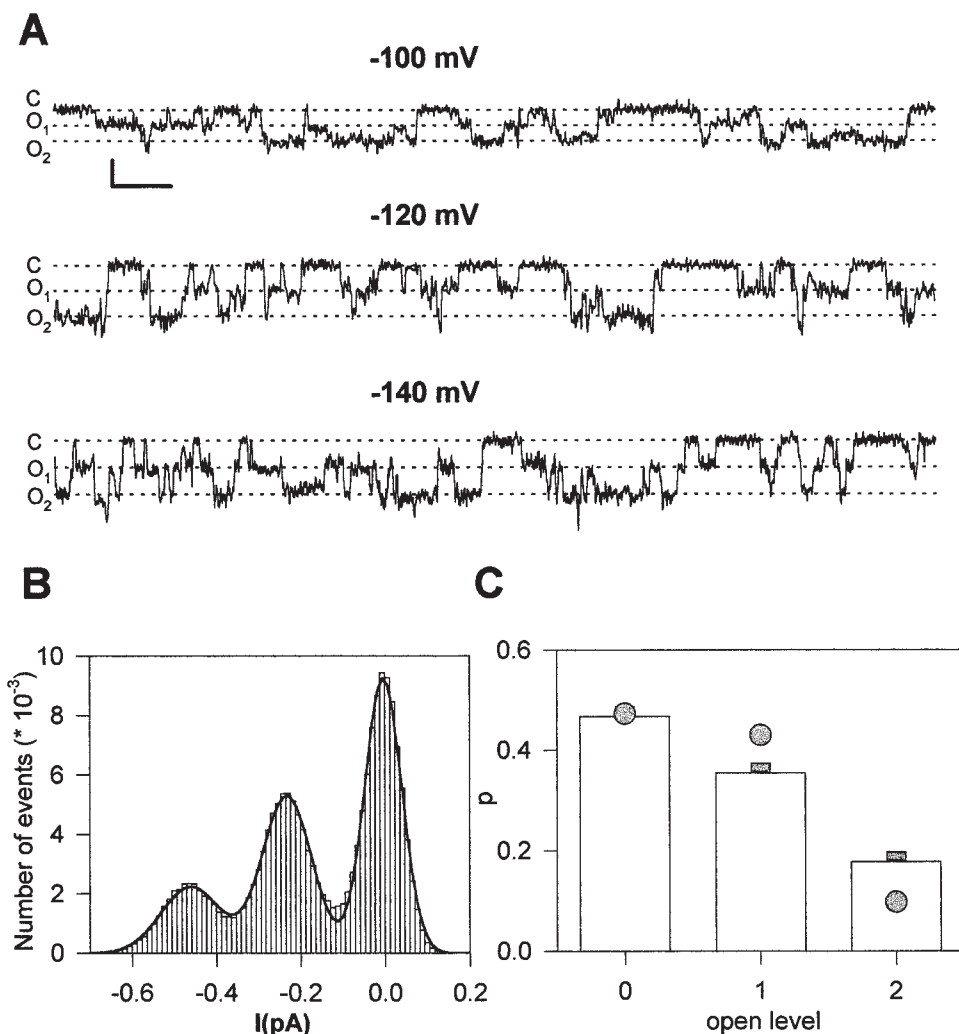 A
-100 mV
C
O1
O2
-120 mV
C
O1
O2
-140 mV
C
O1
O2
B
C
Number of events (* 10-3)
10
8
6
4
2
0
-0.6
-0.4
-0.2
0.0
0.2
I(pA)
p
0.6
0.4
0.2
0.0
0
1
2
open level